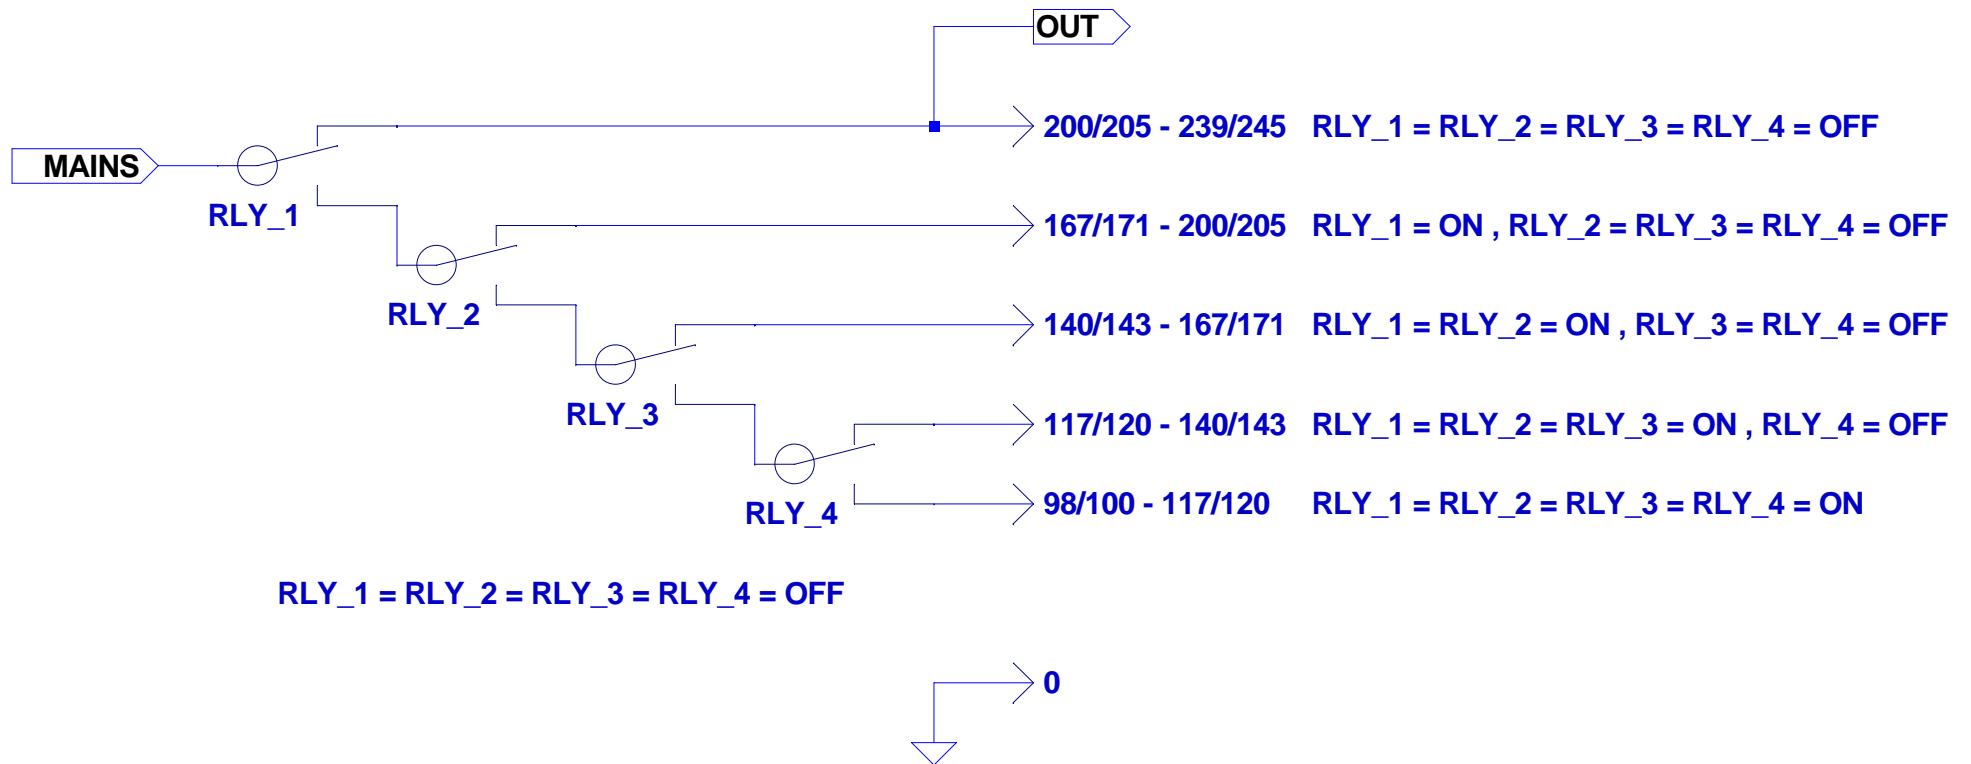 OUT
200/205 - 239/245 RLY_1 = RLY_2 = RLY_3 = RLY_4 = OFF
MAINS
RLY_1
167/171 - 200/205 RLY_1 = ON , RLY_2 = RLY_3 = RLY_4 = OFF
RLY_2
140/143 - 167/171 RLY_1 = RLY_2 = ON , RLY_3 = RLY_4 = OFF
RLY_3
117/120 - 140/143 RLY_1 = RLY_2 = RLY_3 = ON , RLY_4 = OFF
RLY_4
98/100 - 117/120 RLY_1 = RLY_2 = RLY_3 = RLY_4 = ON
RLY_1 = RLY_2 = RLY_3 = RLY_4 = OFF
0